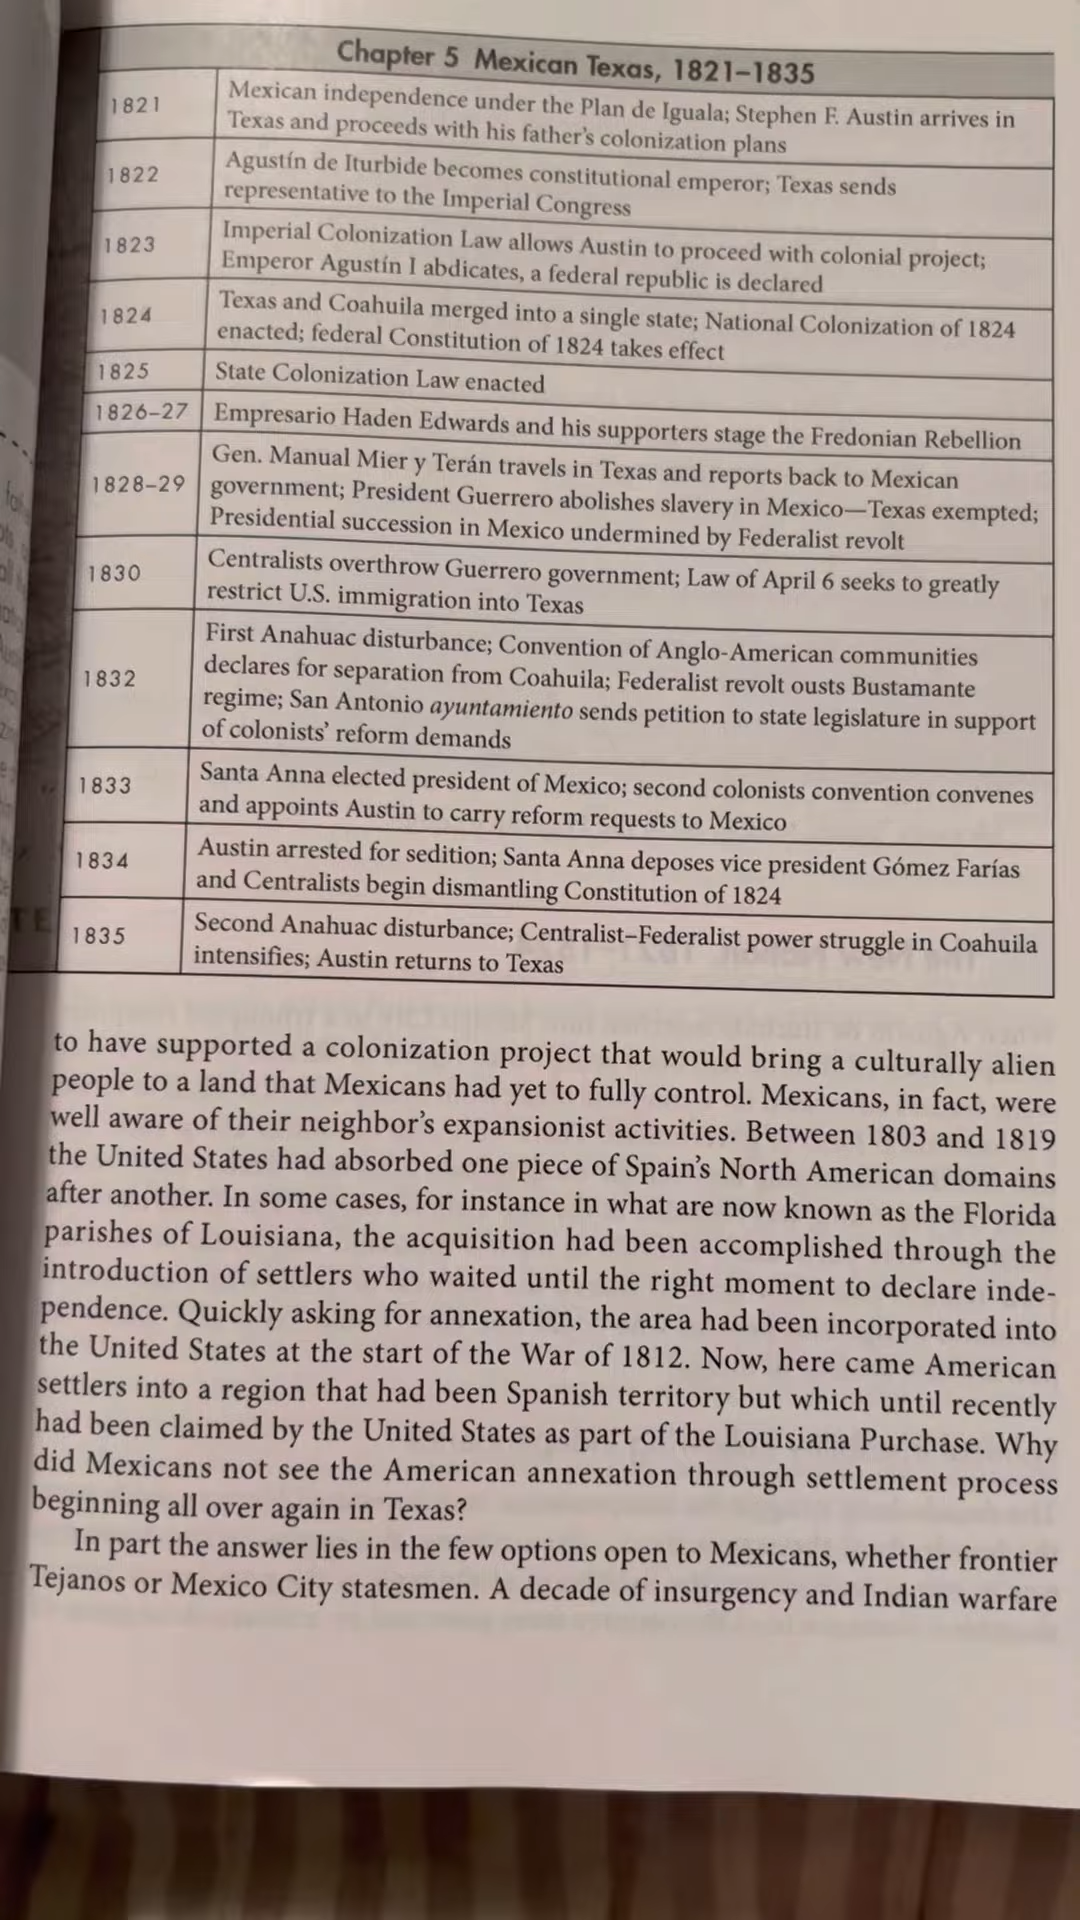 Chapter 5 Mexican Texas, 1821–1835
1821
Mexican independence under the Plan de Iguala; Stephen F. Austin arrives in
Texas and proceeds with his father's colonization plans
1822
Agustín de Iturbide becomes constitutional emperor; Texas sends
representative to the Imperial Congress
1823
Imperial Colonization Law allows Austin to proceed with colonial project;
Emperor Agustín I abdicates, a federal republic is declared
1824
Texas and Coahuila merged into a single state; National Colonization of 1824
enacted; federal Constitution of 1824 takes effect
1825
State Colonization Law enacted
1826–27
Empresario Haden Edwards and his supporters stage the Fredonian Rebellion
1828–29
Gen. Manual Mier y Terán travels in Texas and reports back to Mexican
government; President Guerrero abolishes slavery in Mexico—Texas exempted;
Presidential succession in Mexico undermined by Federalist revolt
1830
Centralists overthrow Guerrero government; Law of April 6 seeks to greatly
restrict U.S. immigration into Texas
1832
First Anahuac disturbance; Convention of Anglo-American communities
declares for separation from Coahuila; Federalist revolt ousts Bustamante
regime; San Antonio ayuntamiento sends petition to state legislature in support
of colonists' reform demands
1833
Santa Anna elected president of Mexico; second colonists convention convenes
and appoints Austin to carry reform requests to Mexico
1834
Austin arrested for sedition; Santa Anna deposes vice president Gómez Farías
and Centralists begin dismantling Constitution of 1824
1835
Second Anahuac disturbance; Centralist–Federalist power struggle in Coahuila
intensifies; Austin returns to Texas
to have supported a colonization project that would bring a culturally alien
people to a land that Mexicans had yet to fully control. Mexicans, in fact, were
well aware of their neighbor's expansionist activities. Between 1803 and 1819
the United States had absorbed one piece of Spain's North American domains
after another. In some cases, for instance in what are now known as the Florida
parishes of Louisiana, the acquisition had been accomplished through the
introduction of settlers who waited until the right moment to declare inde-
pendence. Quickly asking for annexation, the area had been incorporated into
the United States at the start of the War of 1812. Now, here came American
settlers into a region that had been Spanish territory but which until recently
had been claimed by the United States as part of the Louisiana Purchase. Why
did Mexicans not see the American annexation through settlement process
beginning all over again in Texas?
In part the answer lies in the few options open to Mexicans, whether frontier
Tejanos or Mexico City statesmen. A decade of insurgency and Indian warfare